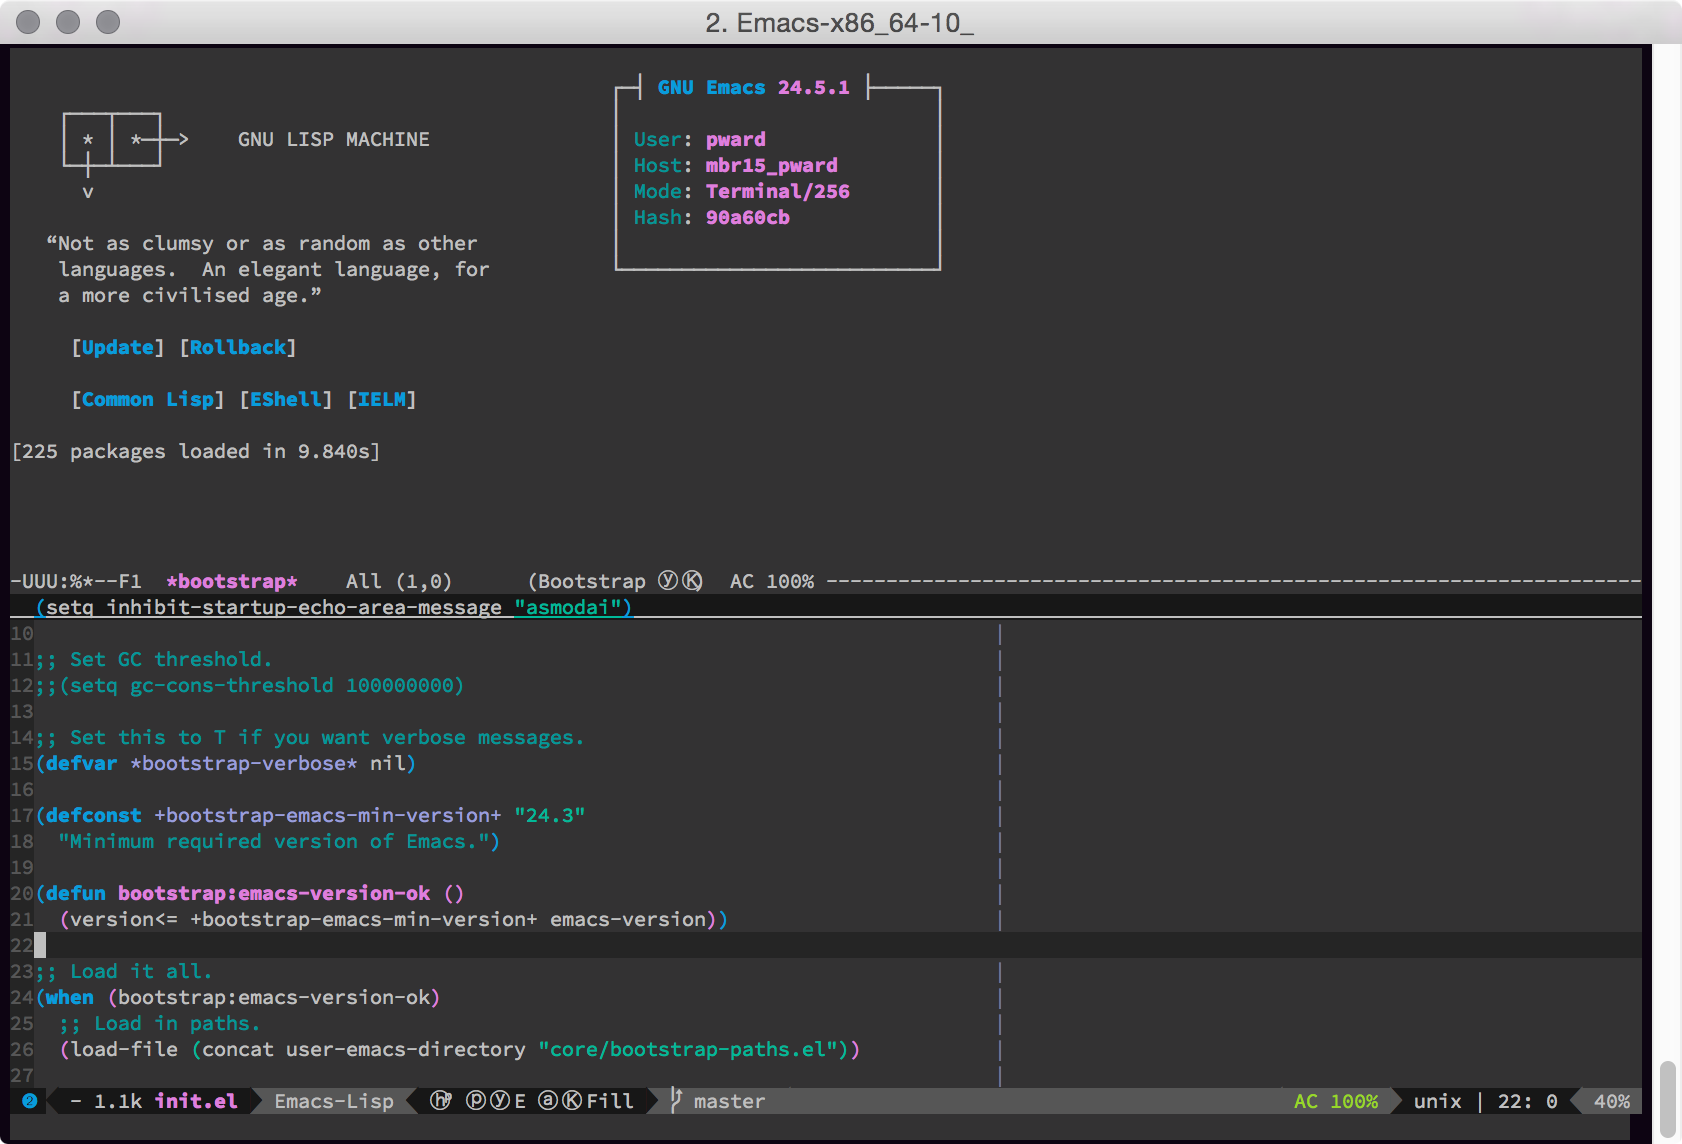 2. Emacs-x86_64-10_
GNU Emacs 24.5.1
* * > GNU LISP MACHINE
v
User: pward
Host: mbr15_pward
Mode: Terminal/256
Hash: 90a60cb
“Not as clumsy or as random as other
languages.  An elegant language, for
a more civilised age.”
[Update] [Rollback]
[Common Lisp] [EShell] [IELM]
[225 packages loaded in 9.840s]
-UUU:%*--F1  *bootstrap*    All (1,0)      (Bootstrap ⓨⓀ  AC 100% --------------------------------------------------------------------
(setq inhibit-startup-echo-area-message "asmodai")
10
11;; Set GC threshold.
12;;(setq gc-cons-threshold 100000000)
13
14;; Set this to T if you want verbose messages.
15(defvar *bootstrap-verbose* nil)
16
17(defconst +bootstrap-emacs-min-version+ "24.3"
18  "Minimum required version of Emacs.")
19
20(defun bootstrap:emacs-version-ok ()
21  (version<= +bootstrap-emacs-min-version+ emacs-version))
22
23;; Load it all.
24(when (bootstrap:emacs-version-ok)
25  ;; Load in paths.
26  (load-file (concat user-emacs-directory "core/bootstrap-paths.el"))
27
❷ - 1.1k init.el Emacs-Lisp ⓗ ⓟⓨE ⓐⓀFill master AC 100% unix | 22: 0 40%